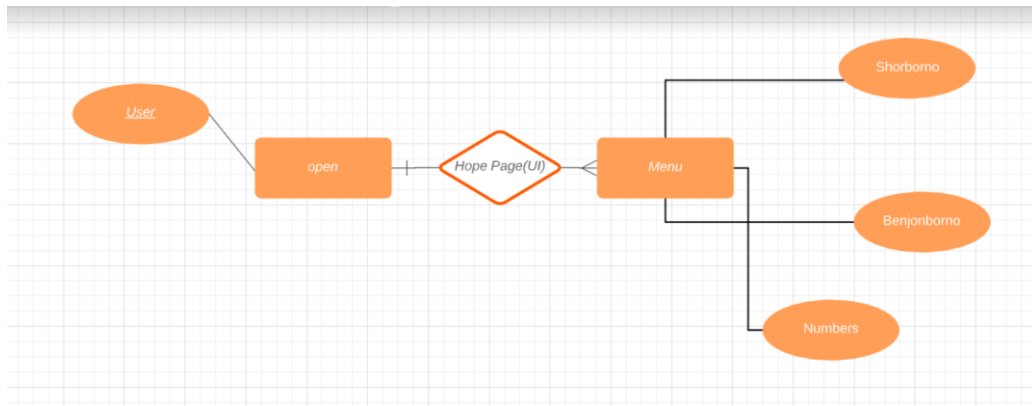 User
open
Hope Page(UI)
Menu
Shorborno
Benjonborno
Numbers